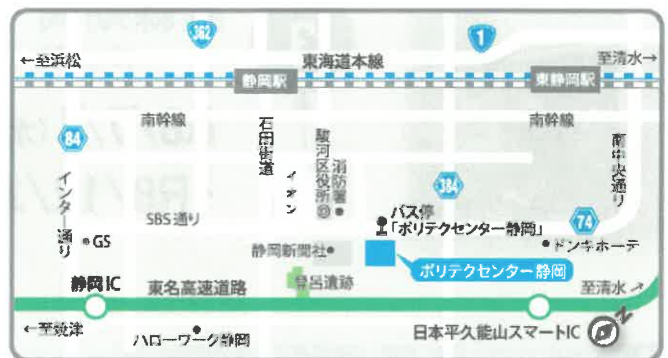 362
1
←至浜松
東海道本線
至清水→
静岡駅
東静岡駅
南幹線
石田街道
駿河区役所◎
消防署
南幹線
南中央通り
84
インター通り
イオン
384
SBS通り
バス停
「ポリテクセンター静岡」
74
GS
静岡新聞社
ドンキホーテ
ポリテクセンター静岡
静岡IC
東名高速道路
登呂遺跡
至清水→
←至焼津
ハローワーク静岡
日本平久能山スマートIC
N